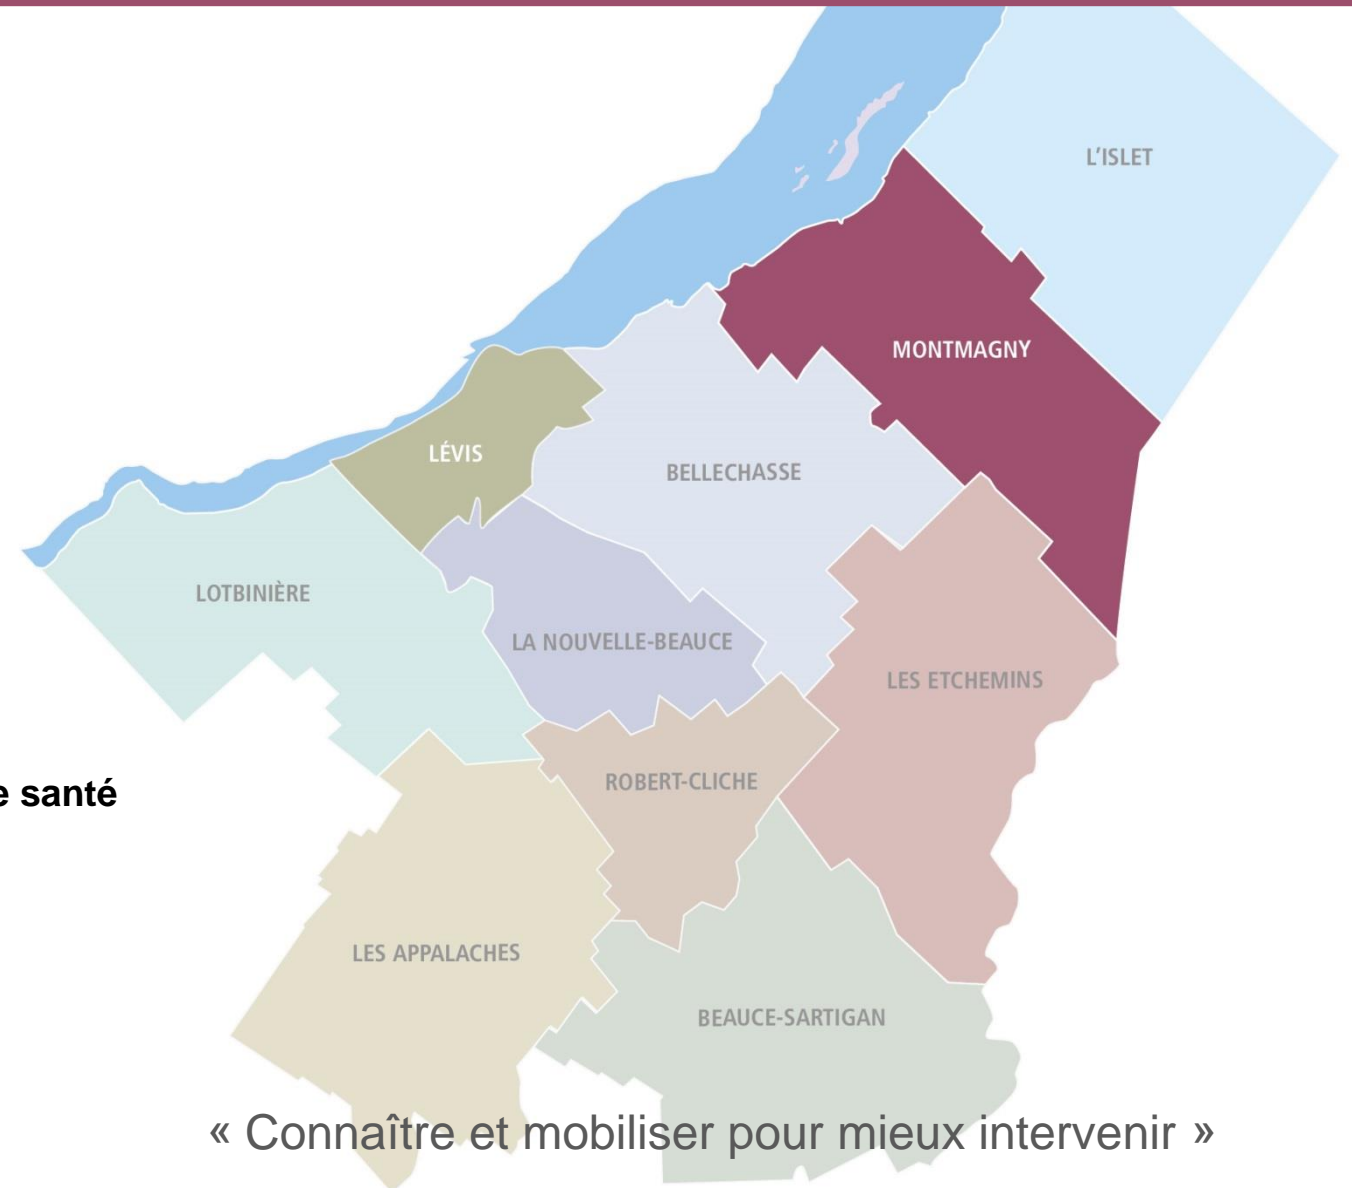 L'ISLET
MONTMAGNY
LÉVIS
BELLECHASSE
LOTBINIÈRE
LA NOUVELLE-BEAUCE
LES ETCHEMINS
ROBERT-CLICHE
e santé
LES APPALACHES
BEAUCE-SARTIGAN
« Connaître et mobiliser pour mieux intervenir »